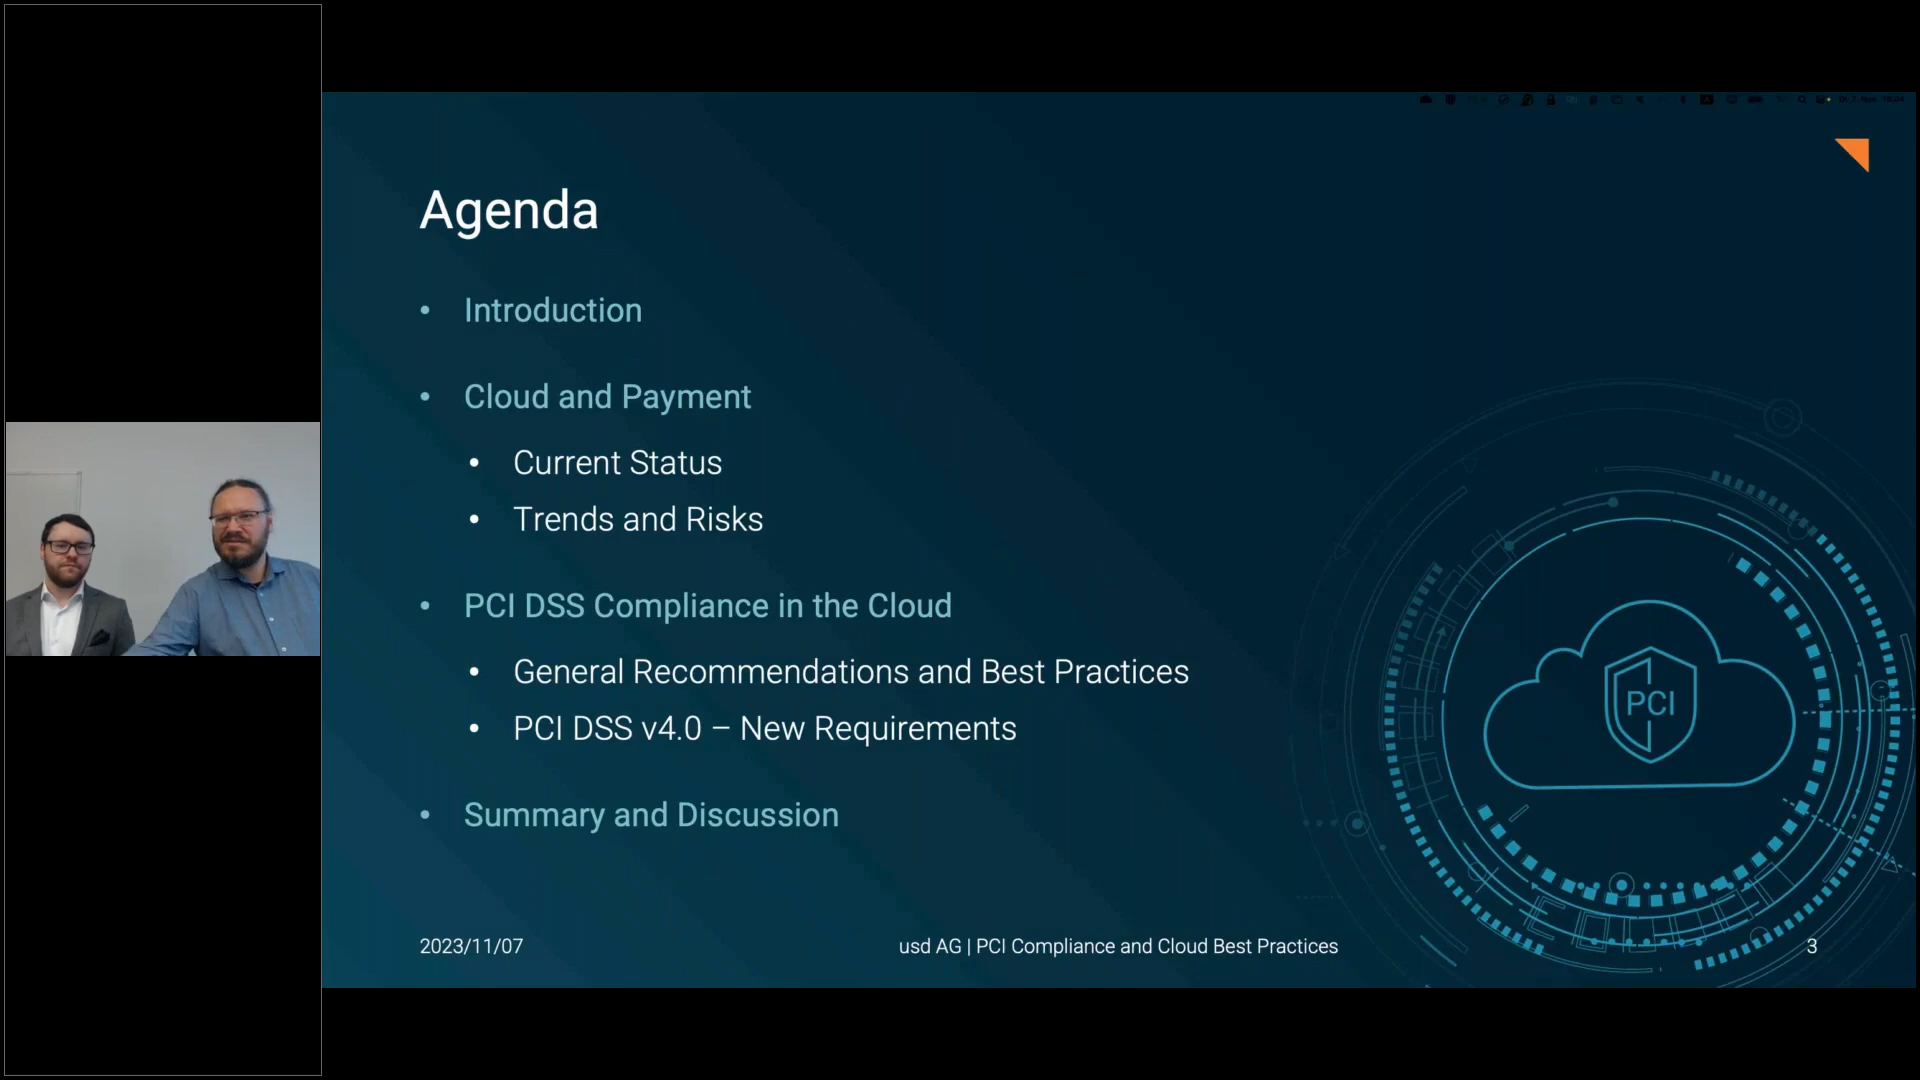 Agenda
• Introduction
• Cloud and Payment
• Current Status
• Trends and Risks
• PCI DSS Compliance in the Cloud
• General Recommendations and Best Practices
• PCI DSS v4.0 – New Requirements
• Summary and Discussion
PCI
2023/11/07
usd AG | PCI Compliance and Cloud Best Practices
3